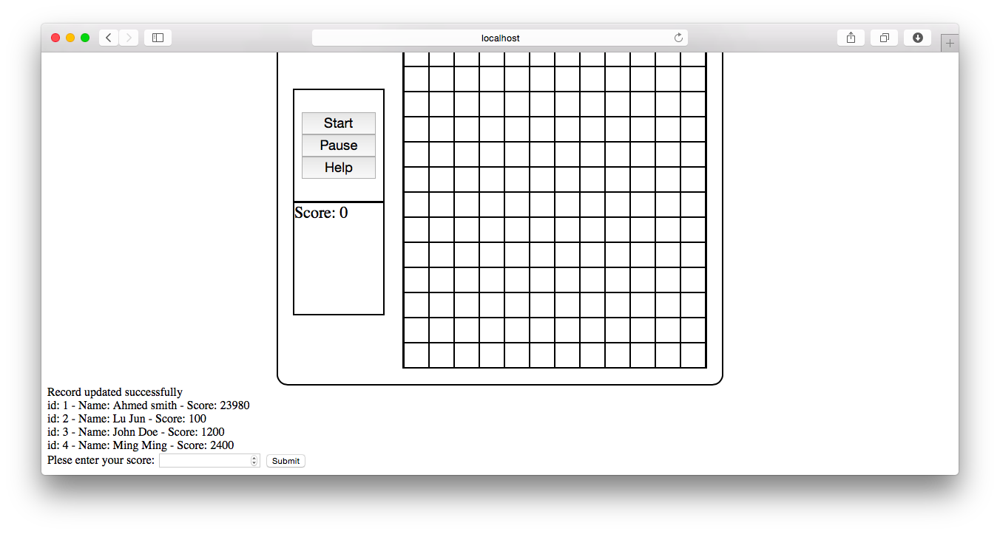 localhost
Start
Pause
Help
Score: 0
Record updated successfully
id: 1 - Name: Ahmed smith - Score: 23980
id: 2 - Name: Lu Jun - Score: 100
id: 3 - Name: John Doe - Score: 1200
id: 4 - Name: Ming Ming - Score: 2400
Plese enter your score: Submit